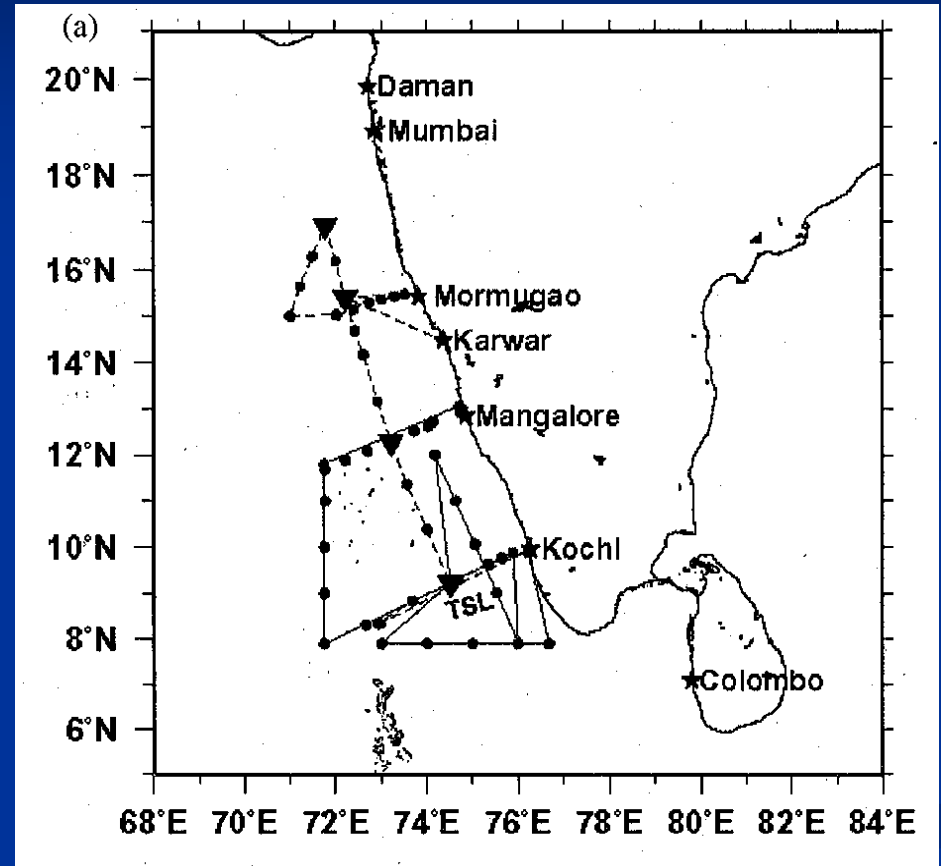 (a)
20°N
Daman
Mumbai
18°N
16°N
Mormugao
14°N
Karwar
Mangalore
12°N
10°N
Kochi
TSL
8°N
Colombo
6°N
68°E 70°E 72°E 74°E 76°E 78°E 80°E 82°E 84°E